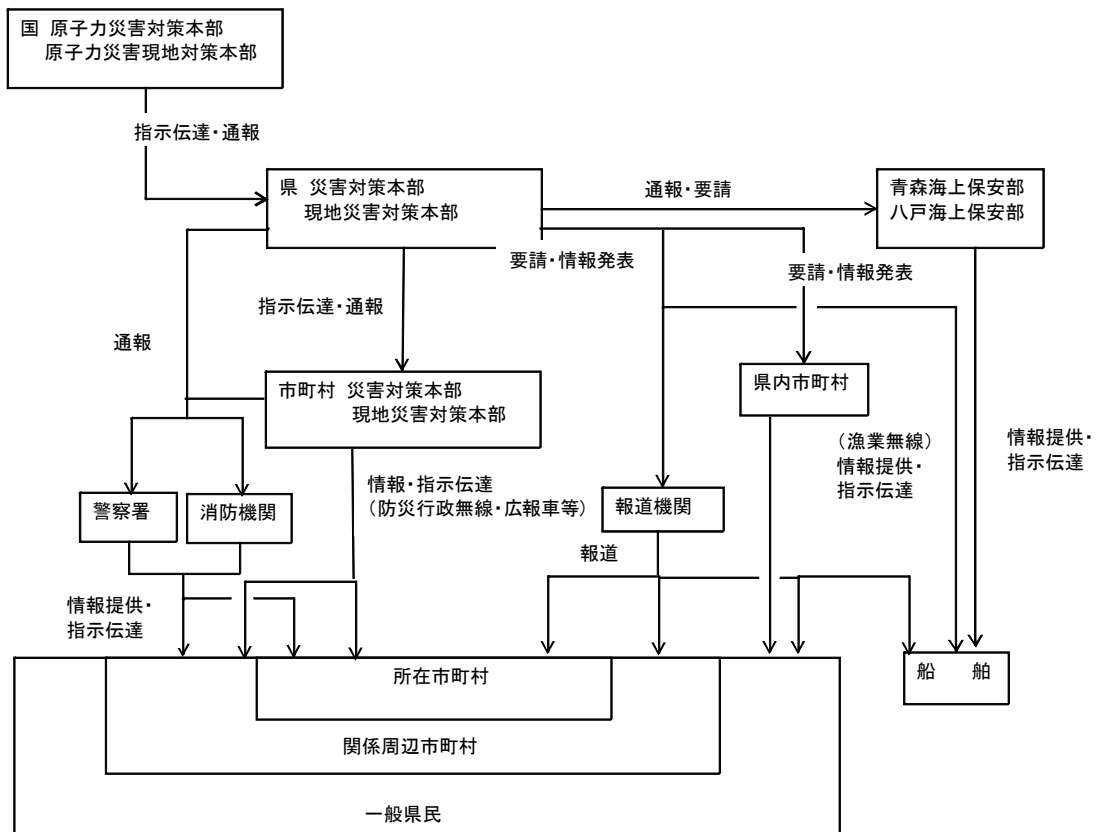 国 原子力災害対策本部
原子力災害現地対策本部
指示伝達・通報
県 災害対策本部
現地災害対策本部
通報・要請
青森海上保安部
八戸海上保安部
要請・情報発表
要請・情報発表
指示伝達・通報
通報
市町村 災害対策本部
現地災害対策本部
県内市町村
(漁業無線)
情報提供・
指示伝達
情報提供・
指示伝達
情報・指示伝達
(防災行政無線・広報車等)
警察署
消防機関
報道機関
報道
情報提供・
指示伝達
所在市町村
船 舶
関係周辺市町村
一般県民